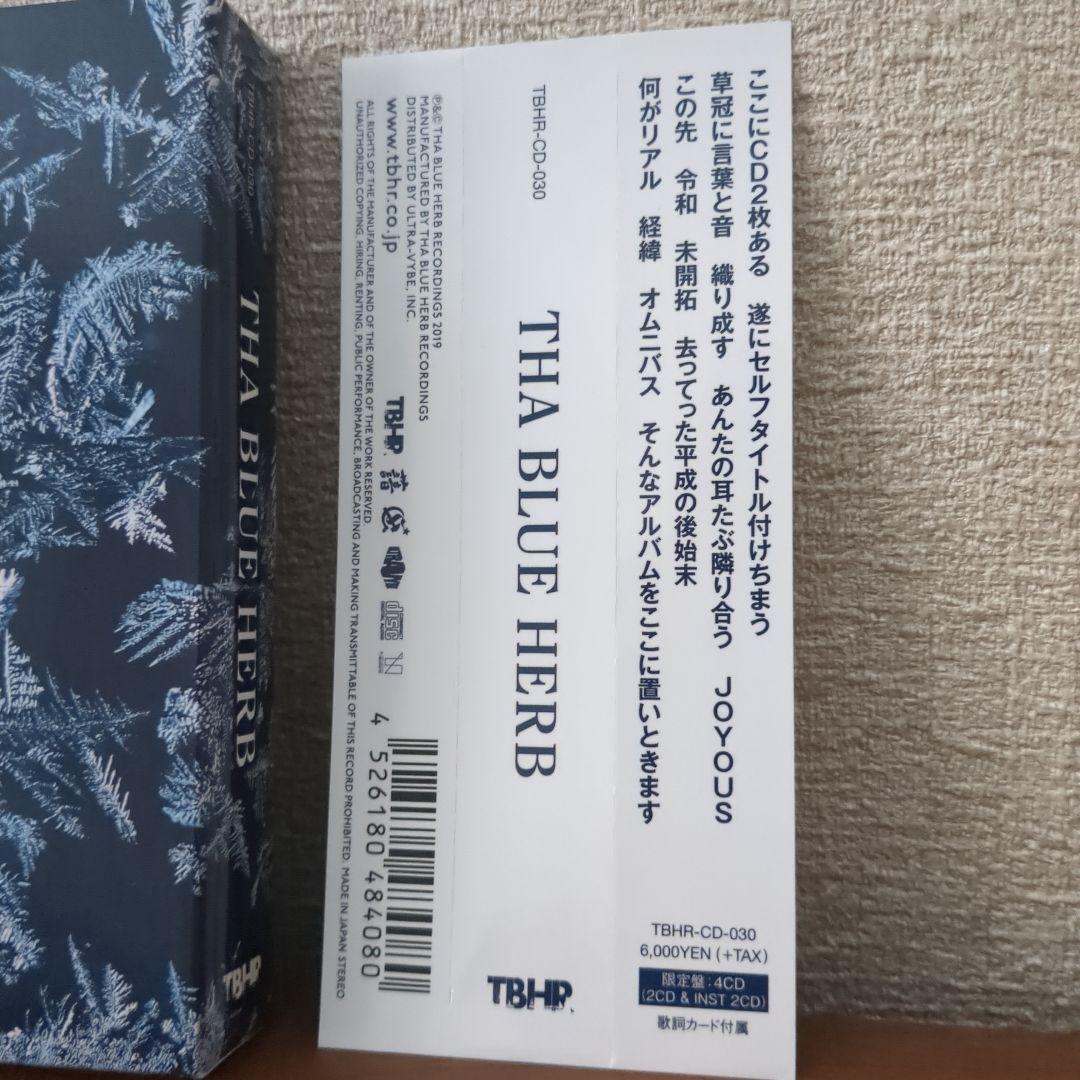 ここにCD2枚ある　遂にセルフタイトル付けちまう
草冠に言葉と音　織り成す　あんたの耳たぶ隣り合う　JOYOUS
この先　令和　未開拓　去ってった平成の後始末
何がリアル　経緯　オムニバス　そんなアルバムをここに置いときます
TBHR-CD-030
6,000YEN (+TAX)
限定盤：4CD
(2CD & INST 2CD)
歌詞カード付属
TBHR-CD-030
THA BLUE HERB
TBHR
℗&© THA BLUE HERB RECORDINGS 2019
MANUFACTURED BY THA BLUE HERB RECORDINGS
DISTRIBUTED BY ULTRA-VYBE, INC.
www.tbhr.co.jp
TBHR
disc
4 526180 484080
ALL RIGHTS OF THE MANUFACTURER AND OF THE OWNER OF THE WORK RESERVED.
UNAUTHORIZED COPYING, HIRING, RENTING, PUBLIC PERFORMANCE, BROADCASTING AND MAKING TRANSMITTABLE OF THIS RECORD PROHIBITED. MADE IN JAPAN STEREO
TBHR-CD-030
THA BLUE HERB
TBHR